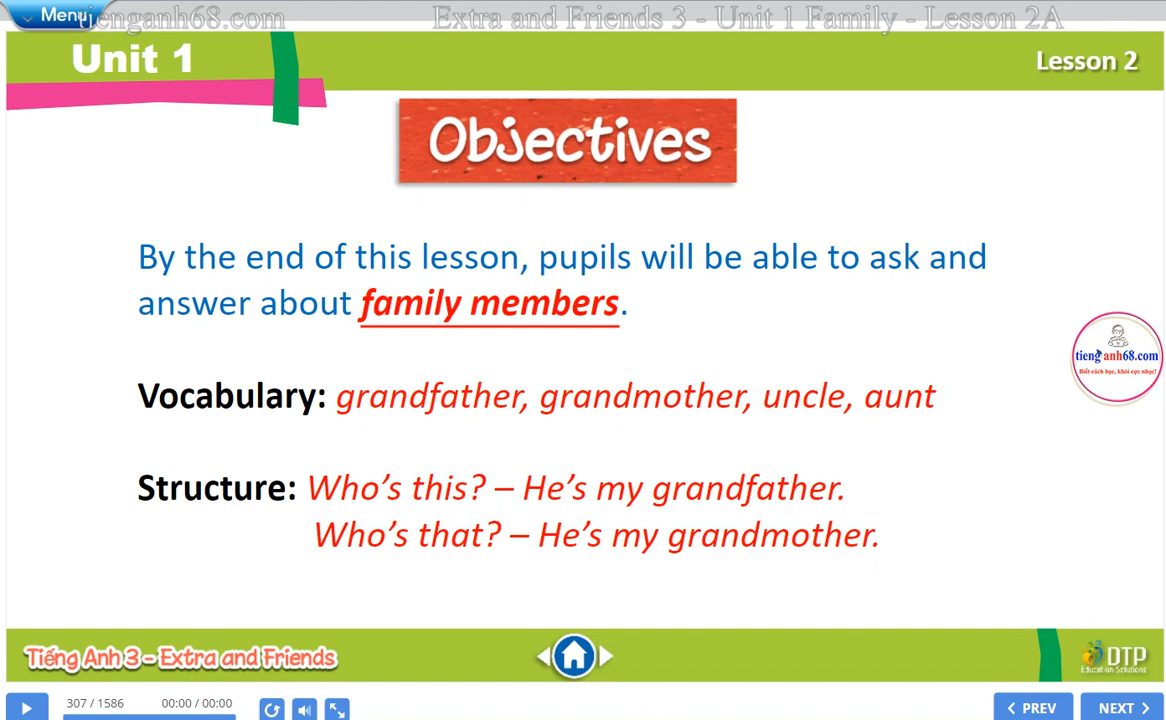 Menu
tienganh68.com
Extra and Friends 3 - Unit 1 Family - Lesson 2A
Unit 1
Lesson 2
Objectives
By the end of this lesson, pupils will be able to ask and
answer about family members.
tienganh68.com
Biết cách học, khỏi cực nhọc!
Vocabulary: grandfather, grandmother, uncle, aunt
Structure: Who's this? – He's my grandfather.
Who's that? – He's my grandmother.
Tiếng Anh 3 – Extra and Friends
DTP
Education Solutions
307 / 1586
00:00 / 00:00
PREV
NEXT